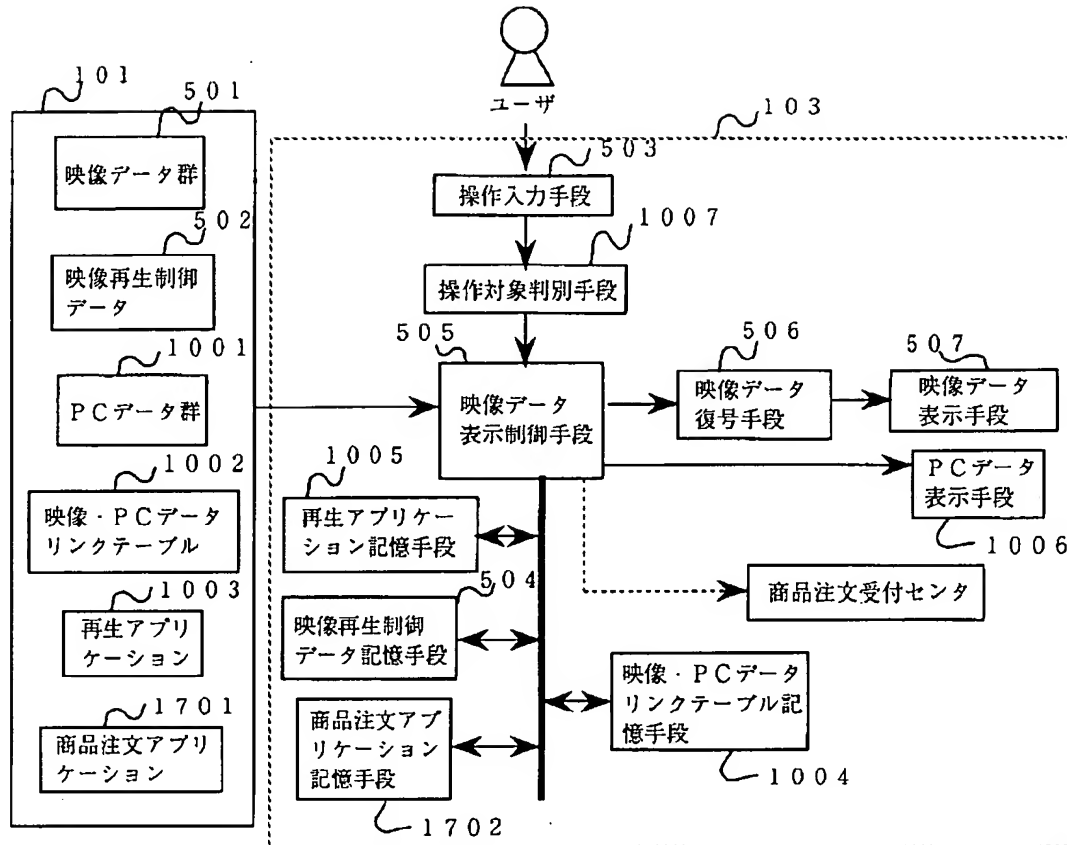 ユーザ
101
501
映像データ群
502
映像再生制御
データ
1001
PCデータ群
1002
映像・PCデータ
リンクテーブル
1003
再生アプリ
ケーション
1701
商品注文アプリ
ケーション
103
503
操作入力手段
1007
操作対象判別手段
505
映像データ
表示制御手段
506
映像データ
復号手段
507
映像データ
表示手段
PCデータ
表示手段
1006
1005
再生アプリケー
ション記憶手段
504
映像再生制御
データ記憶手段
商品注文アプ
リケーション
記憶手段
1702
商品注文受付センタ
映像・PCデータ
リンクテーブル記
憶手段
1004